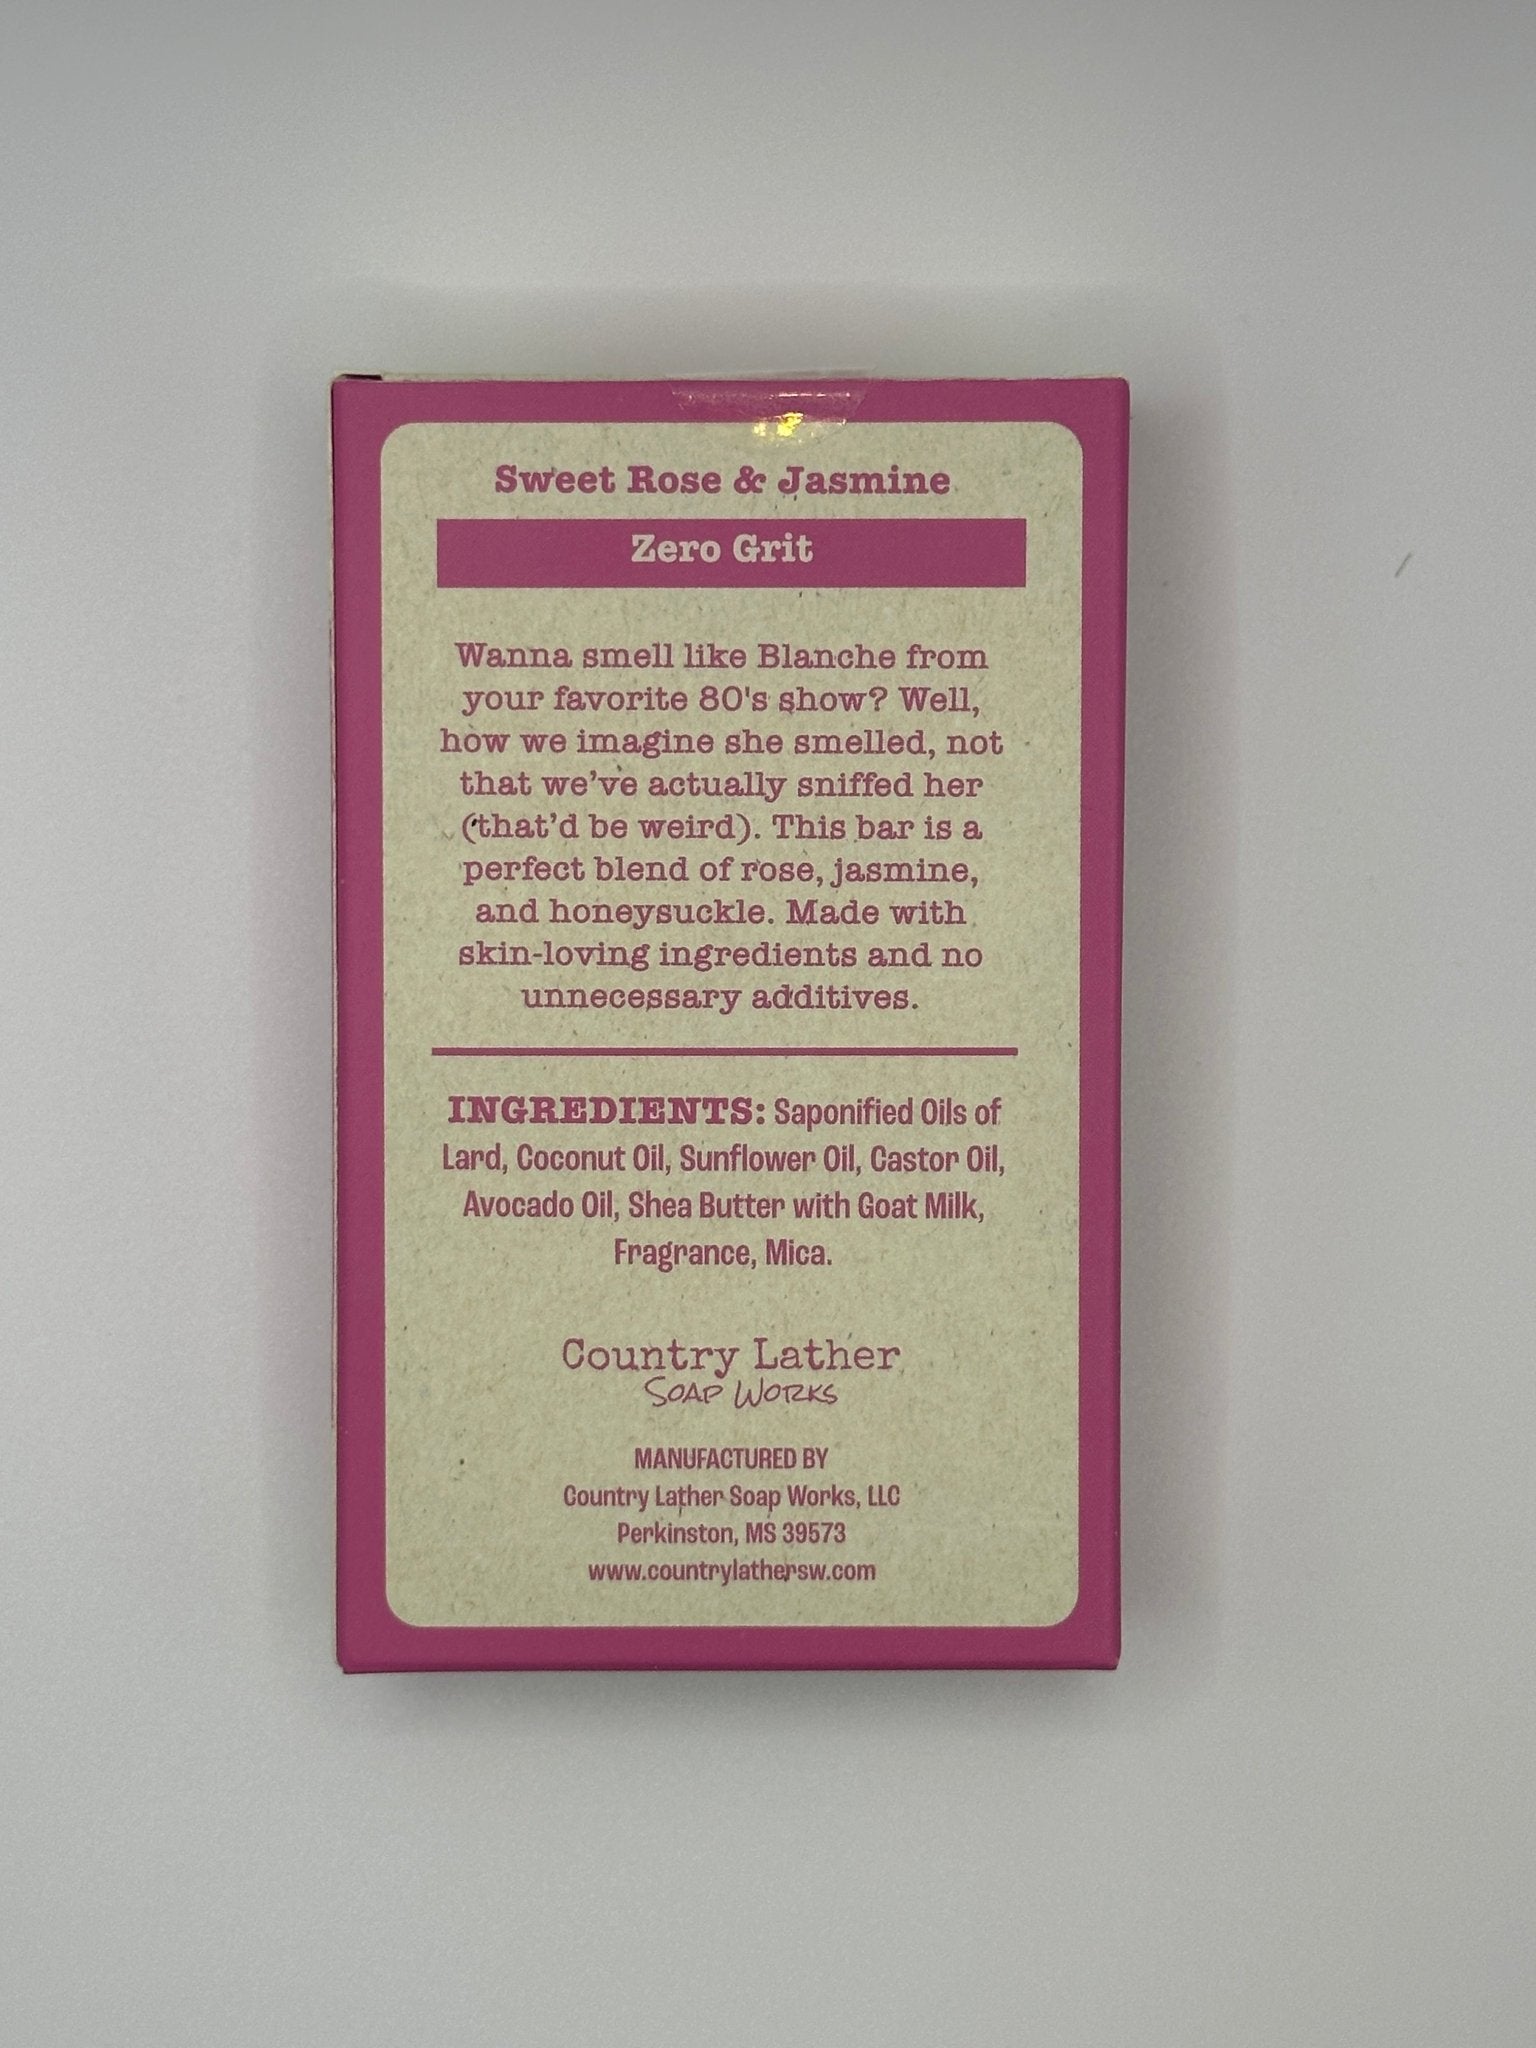 Sweet Rose & Jasmine
Zero Grit
Wanna smell like Blanche from
your favorite 80's show? Well,
how we imagine she smelled, not
that we've actually sniffed her
(that'd be weird). This bar is a
perfect blend of rose, jasmine,
and honeysuckle. Made with
skin-loving ingredients and no
unnecessary additives.
INGREDIENTS: Saponified Oils of
Lard, Coconut Oil, Sunflower Oil, Castor Oil,
Avocado Oil, Shea Butter with Goat Milk,
Fragrance, Mica.
Country Lather
SOAP WORKS
MANUFACTURED BY
Country Lather Soap Works, LLC
Perkinston, MS 39573
www.countrylathersw.com